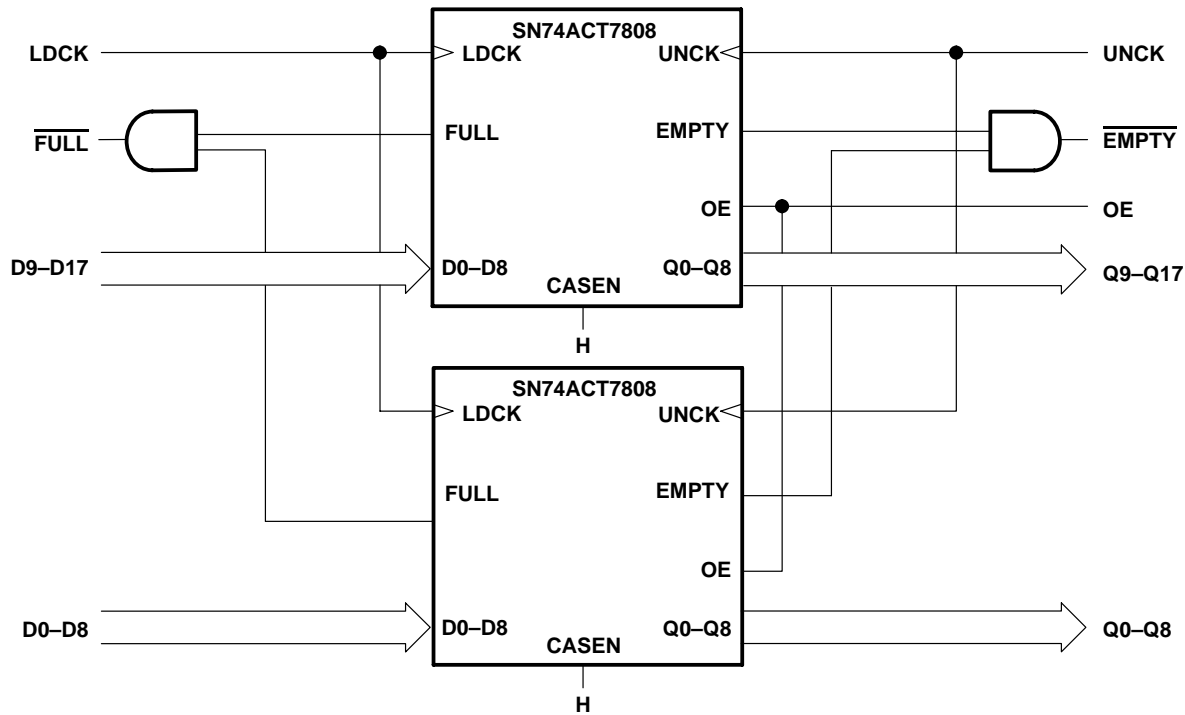 SN74ACT7808
LDCK
LDCK
UNCK
UNCK
FULL
FULL
EMPTY
EMPTY
OE
OE
D9–D17
D0–D8
Q0–Q8
Q9–Q17
CASEN
H
SN74ACT7808
LDCK
UNCK
FULL
EMPTY
OE
D0–D8
D0–D8
Q0–Q8
Q0–Q8
CASEN
H